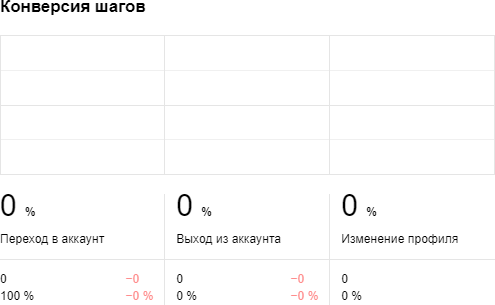 Конверсия шагов
0 % 0 % 0 %
Переход в аккаунт Выход из аккаунта Изменение профиля
0 −0 0 −0 0
100 % −0 % 0 % −0 % 0 %